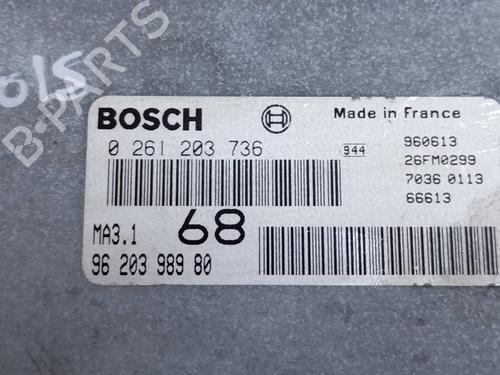 B-PARTS
BOSCH Made in France
0 261 203 736 944 960613
26FM0299
7036 0113
66613
MA3.1 68
96 203 989 80